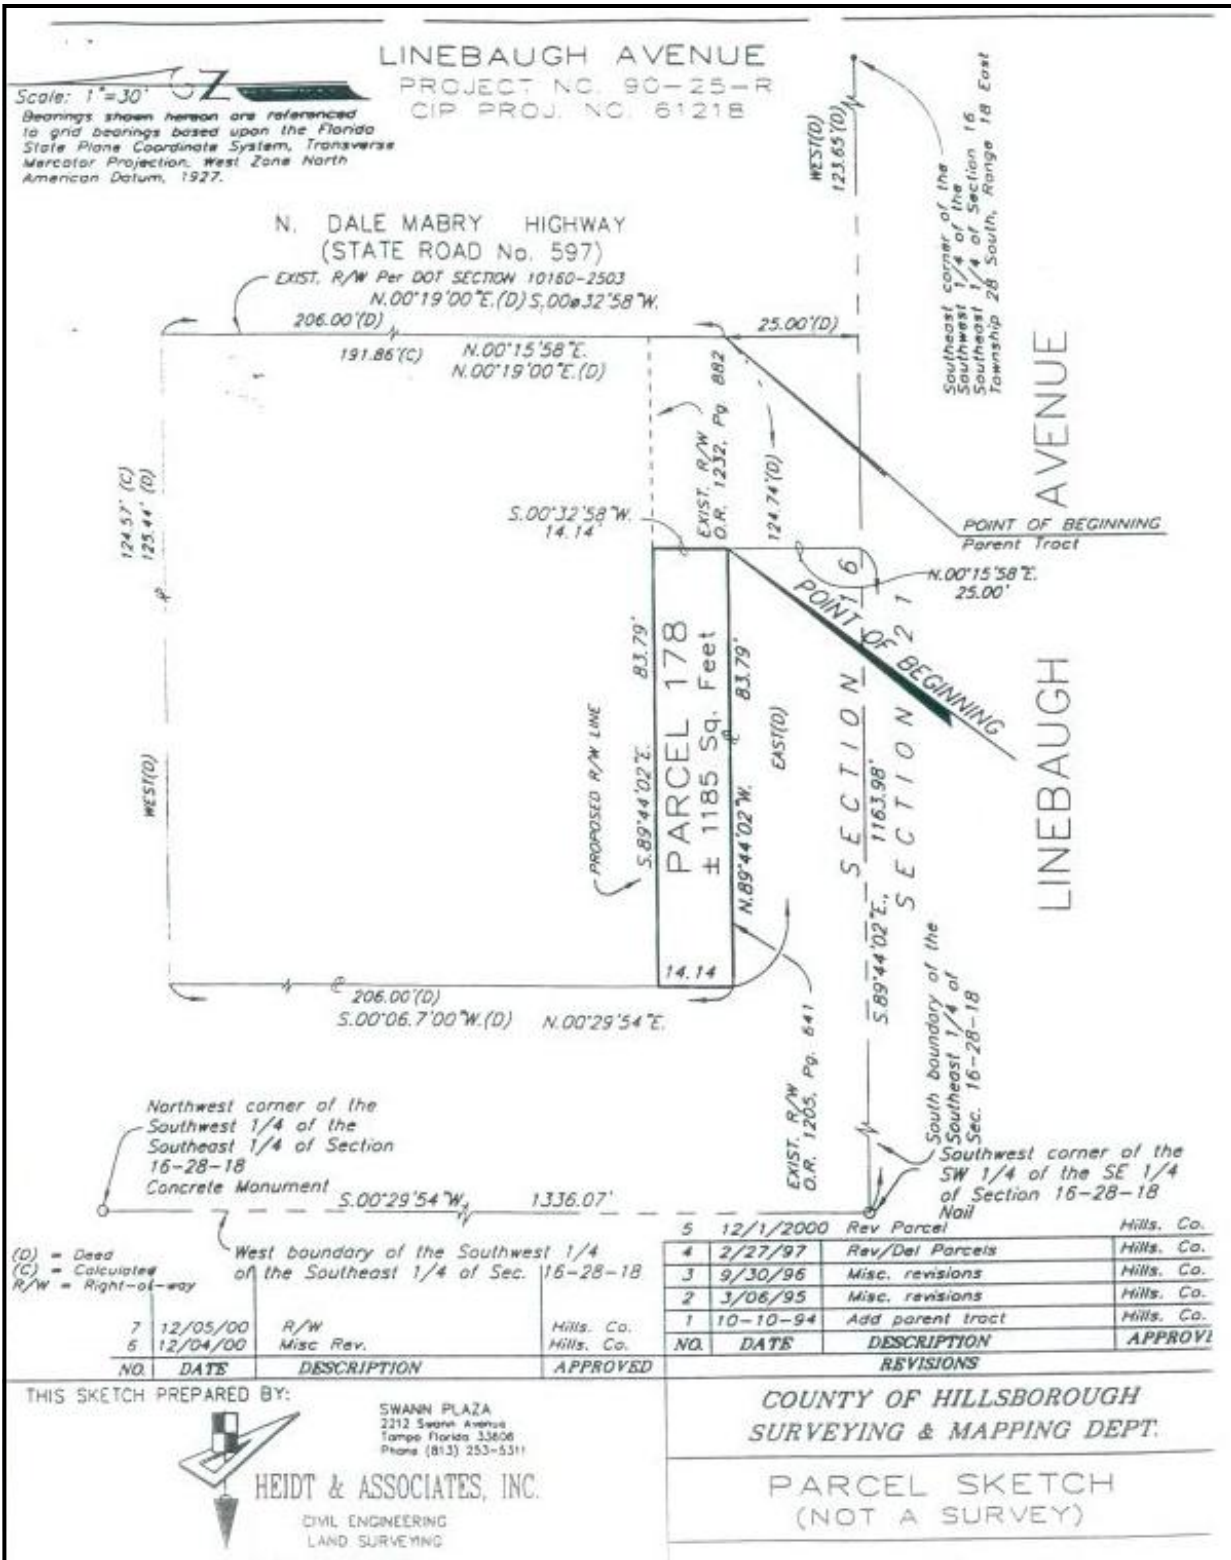 LINEBAUGH AVENUE
PROJECT NO. 90-25-R
CIP PROJ. NO. 61218
Scale: 1"=30'
Bearings shown hereon are referenced
to grid bearings based upon the Florida
State Plane Coordinate System, Transverse
Mercator Projection, West Zone North
American Datum, 1927.
WEST(D)
123.65'(D)
Southeast corner of the
Southwest 1/4 of the
Southeast 1/4 of Section 16
Township 28 South, Range 18 East
N. DALE MABRY HIGHWAY
(STATE ROAD No. 597)
EXIST. R/W Per DOT SECTION 10160-2503
N.00°19'00"E.(D) S.00ø32'58"W.
206.00'(D)
25.00'(D)
191.86'(C)
N.00°15'58"E.
N.00°19'00"E.(D)
EXIST. R/W
O.R. 1232, Pg. 882
124.74'(D)
124.57' (C)
125.44' (D)
WEST(D)
S.00°32'58"W.
14.14'
POINT OF BEGINNING
Parent Tract
N.00°15'58"E.
25.00'
POINT OF BEGINNING
LINEBAUGH AVENUE
PROPOSED R/W LINE
S.89°44'02"E. 83.79'
PARCEL 178
± 1185 Sq. Feet
N.89°44'02"W. 83.79'
EAST(D)
SECTION 16
SECTION 21
S.89°44'02"E., 1163.98'
14.14
206.00'(D)
S.00°06.7'00"W.(D) N.00°29'54"E.
EXIST. R/W
O.R. 1205, Pg. 641
South boundary of the
Southeast 1/4 of
Sec. 16-28-18
Northwest corner of the
Southwest 1/4 of the
Southeast 1/4 of Section
16-28-18
Concrete Monument
S.00°29'54"W. 1336.07'
Southwest corner of the
SW 1/4 of the SE 1/4
of Section 16-28-18
Nail
West boundary of the Southwest 1/4
of the Southeast 1/4 of Sec. 16-28-18
(D) = Deed
(C) = Calculated
R/W = Right-of-way
5 12/1/2000 Rev Parcel Hills. Co.
4 2/27/97 Rev/Del Parcels Hills. Co.
3 9/30/96 Misc. revisions Hills. Co.
2 3/06/95 Misc. revisions Hills. Co.
1 10-10-94 Add parent tract Hills. Co.
NO. DATE DESCRIPTION APPROVE
REVISIONS
7 12/05/00 R/W Hills. Co.
6 12/04/00 Misc Rev. Hills. Co.
NO. DATE DESCRIPTION APPROVED
THIS SKETCH PREPARED BY:
SWANN PLAZA
2212 Swann Avenue
Tampa Florida 33606
Phone (813) 253-5311
HEIDT & ASSOCIATES, INC.
CIVIL ENGINEERING
LAND SURVEYING
COUNTY OF HILLSBOROUGH
SURVEYING & MAPPING DEPT.
PARCEL SKETCH
(NOT A SURVEY)